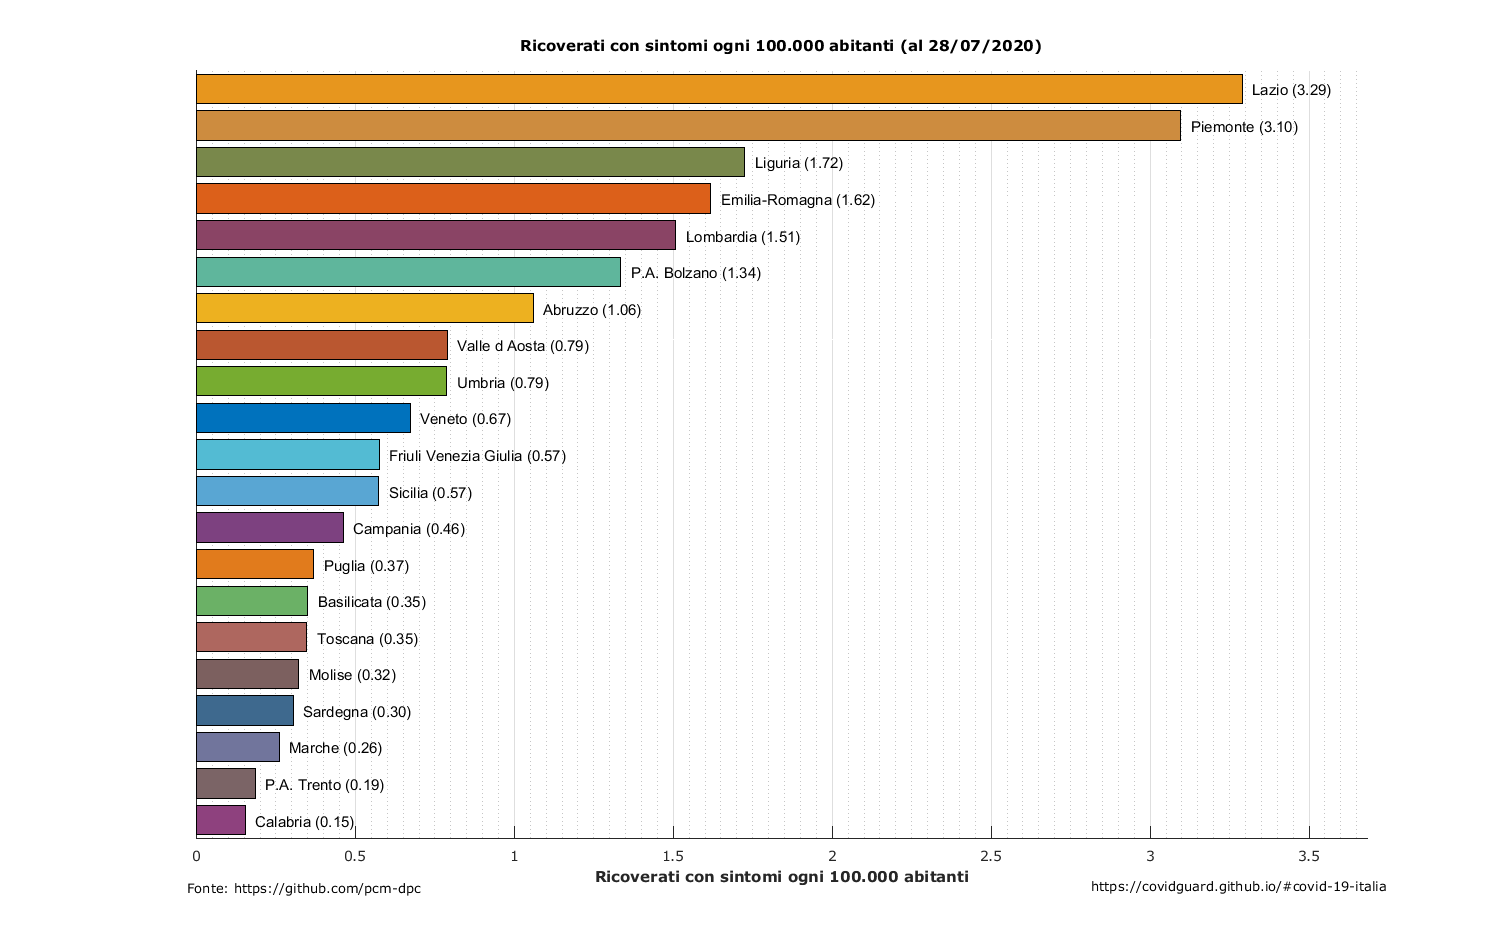 Ricoverati con sintomi ogni 100.000 abitanti (al 28/07/2020)
Lazio (3.29)
Piemonte (3.10)
Liguria (1.72)
Emilia-Romagna (1.62)
Lombardia (1.51)
P.A. Bolzano (1.34)
Abruzzo (1.06)
Valle d Aosta (0.79)
Umbria (0.79)
Veneto (0.67)
Friuli Venezia Giulia (0.57)
Sicilia (0.57)
Campania (0.46)
Puglia (0.37)
Basilicata (0.35)
Toscana (0.35)
Molise (0.32)
Sardegna (0.30)
Marche (0.26)
P.A. Trento (0.19)
Calabria (0.15)
0 0.5 1 1.5 2 2.5 3 3.5
Ricoverati con sintomi ogni 100.000 abitanti
Fonte: https://github.com/pcm-dpc
https://covidguard.github.io/#covid-19-italia